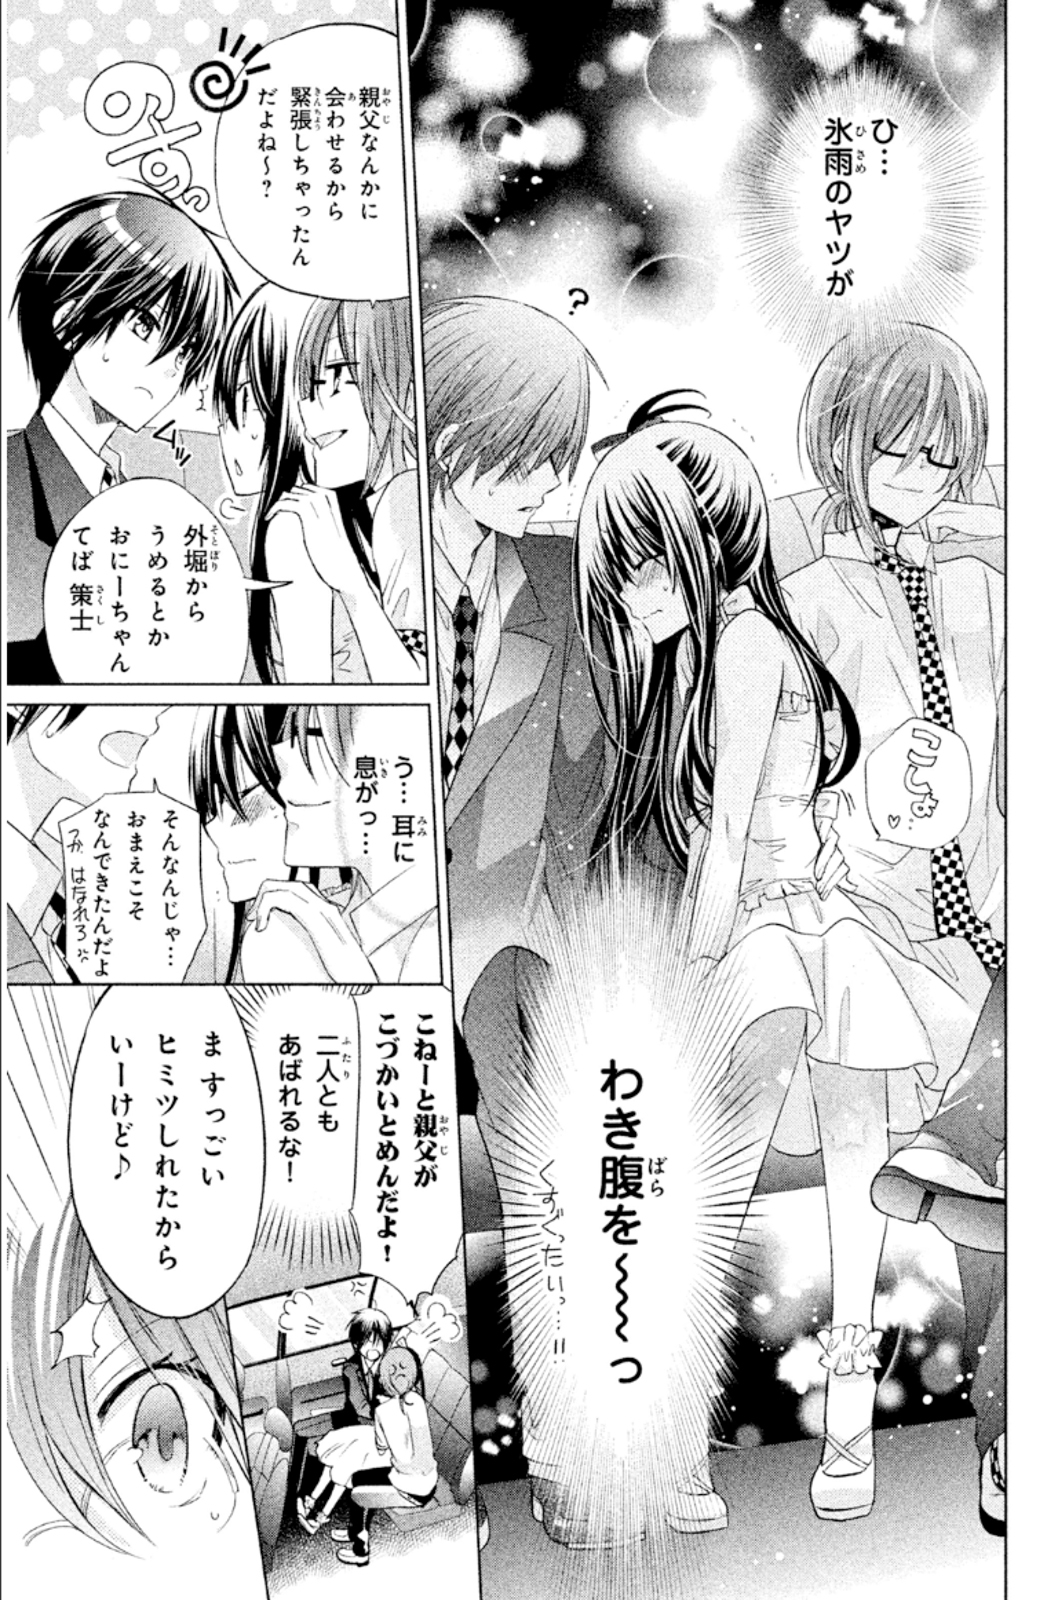 ひ…
氷雨のヤツが
?
こしょ…♡
わき腹を〜〜〜っ
くすぐったいっ…!!
親父なんかに
会わせるから
緊張しちゃったん
だよね〜?
ムッ
外堀から
うめるとか
おにーちゃん
てば 策士
う… 耳に
息がっ…
そんなんじゃ…
おまえこそ
なんできたんだよ
つか はなれろ
こねーと親父が
こづかいとめんだよ!
二人とも
あばれるな!
ま すっごい
ヒミツしれたから
いーけど♪